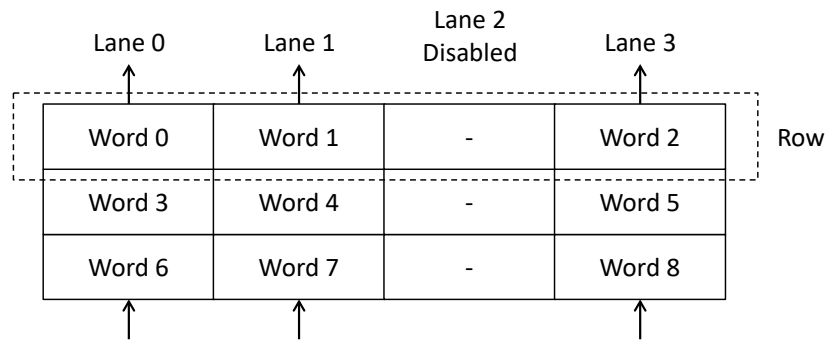 Lane 0 Lane 1 Lane 2 Disabled Lane 3
Word 0 Word 1 - Word 2 Row
Word 3 Word 4 - Word 5
Word 6 Word 7 - Word 8